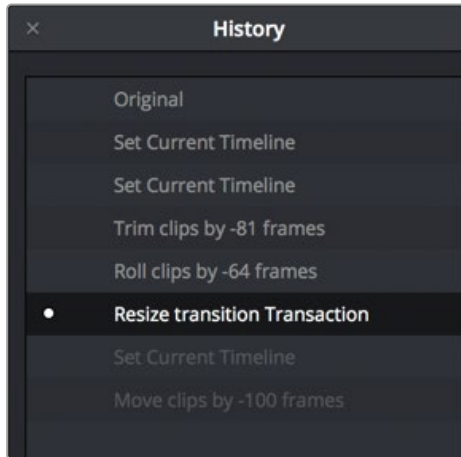 History
Original
Set Current Timeline
Set Current Timeline
Trim clips by -81 frames
Roll clips by -64 frames
Resize transition Transaction
Set Current Timeline
Move clips by -100 frames